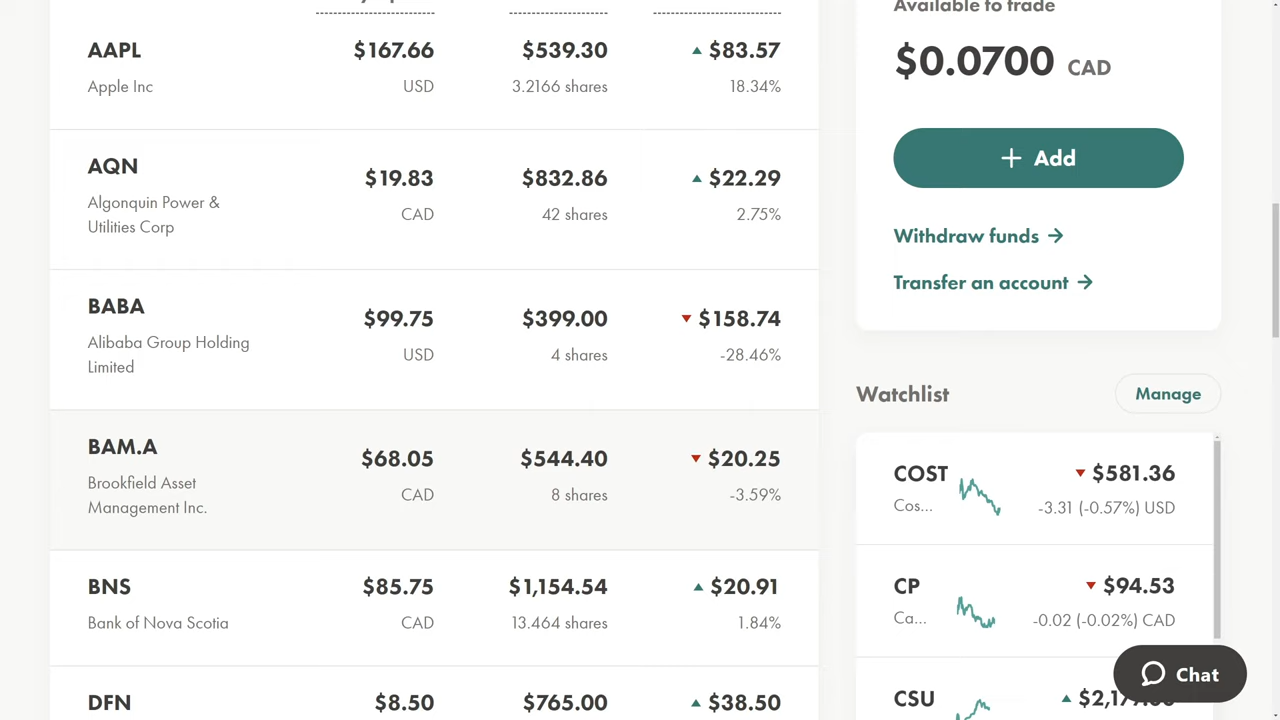 Available to trade
AAPL $167.66 $539.30 ▲ $83.57
Apple Inc USD 3.2166 shares 18.34%
$0.0700 CAD
+ Add
AQN $19.83 $832.86 ▲ $22.29
Algonquin Power &
Utilities Corp CAD 42 shares 2.75%
Withdraw funds →
Transfer an account →
BABA $99.75 $399.00 ▼ $158.74
Alibaba Group Holding
Limited USD 4 shares -28.46%
Watchlist Manage
BAM.A $68.05 $544.40 ▼ $20.25
Brookfield Asset
Management Inc. CAD 8 shares -3.59%
COST ▼ $581.36
Cos... -3.31 (-0.57%) USD
BNS $85.75 $1,154.54 ▲ $20.91
Bank of Nova Scotia CAD 13.464 shares 1.84%
CP ▼ $94.53
Ca... -0.02 (-0.02%) CAD
DFN $8.50 $765.00 ▲ $38.50
CSU
Chat